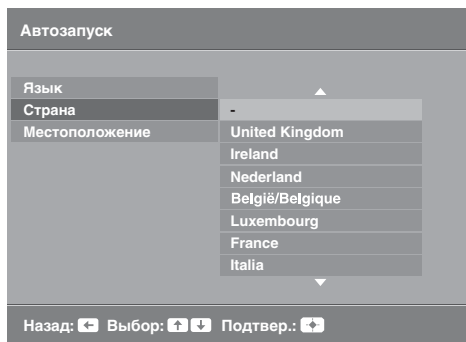 Автозапуск
Язык
Страна
Местоположение
-
United Kingdom
Ireland
Nederland
België/Belgique
Luxembourg
France
Italia
Назад: Выбор: Подтвер.: